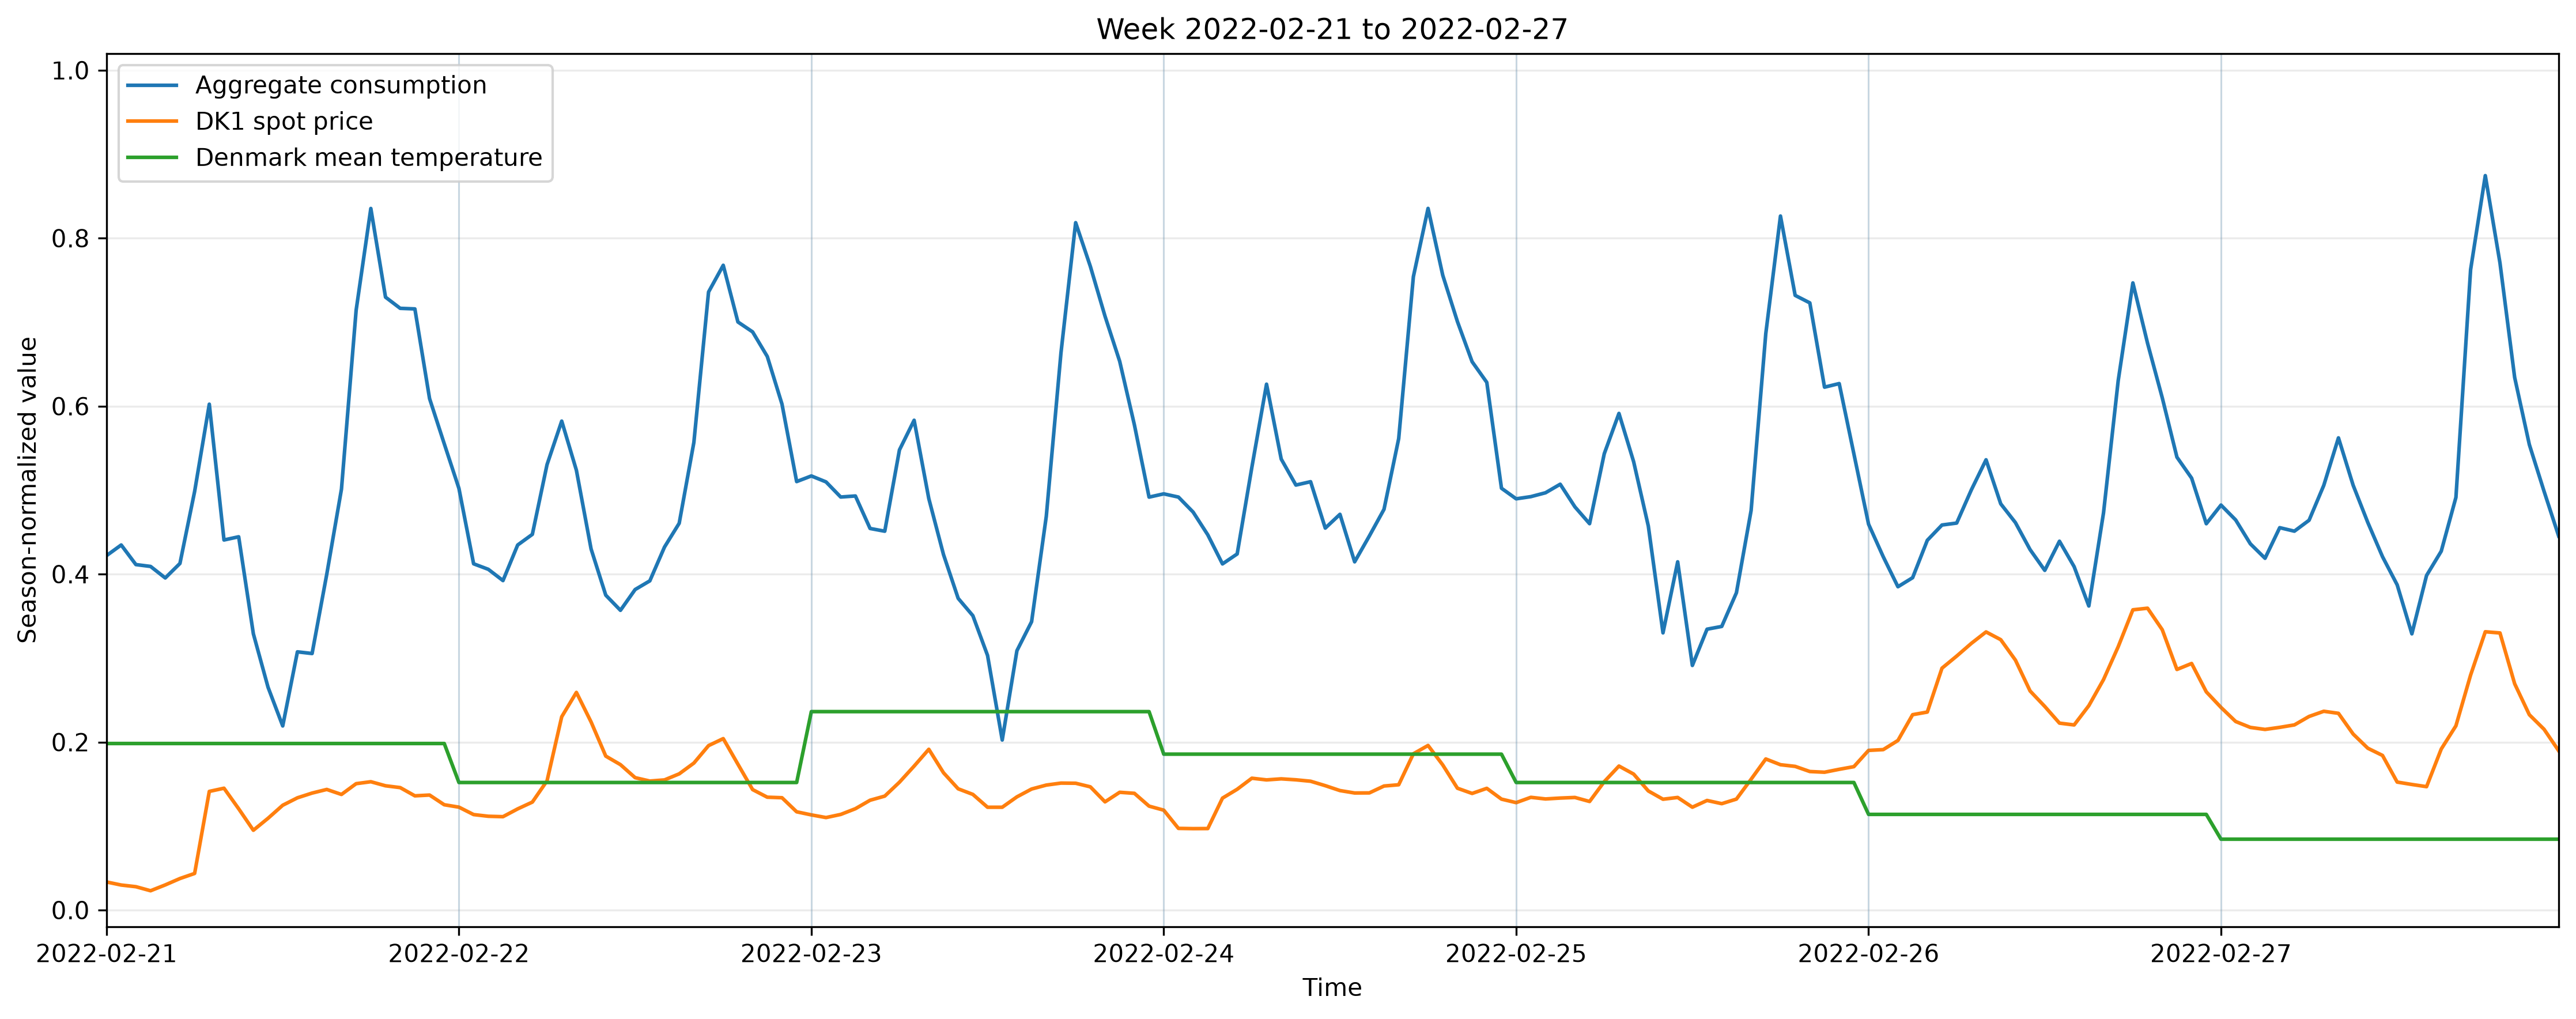 Week 2022-02-21 to 2022-02-27
Aggregate consumption
DK1 spot price
Denmark mean temperature
Season-normalized value
1.0
0.8
0.6
0.4
0.2
0.0
2022-02-21 2022-02-22 2022-02-23 2022-02-24 2022-02-25 2022-02-26 2022-02-27
Time